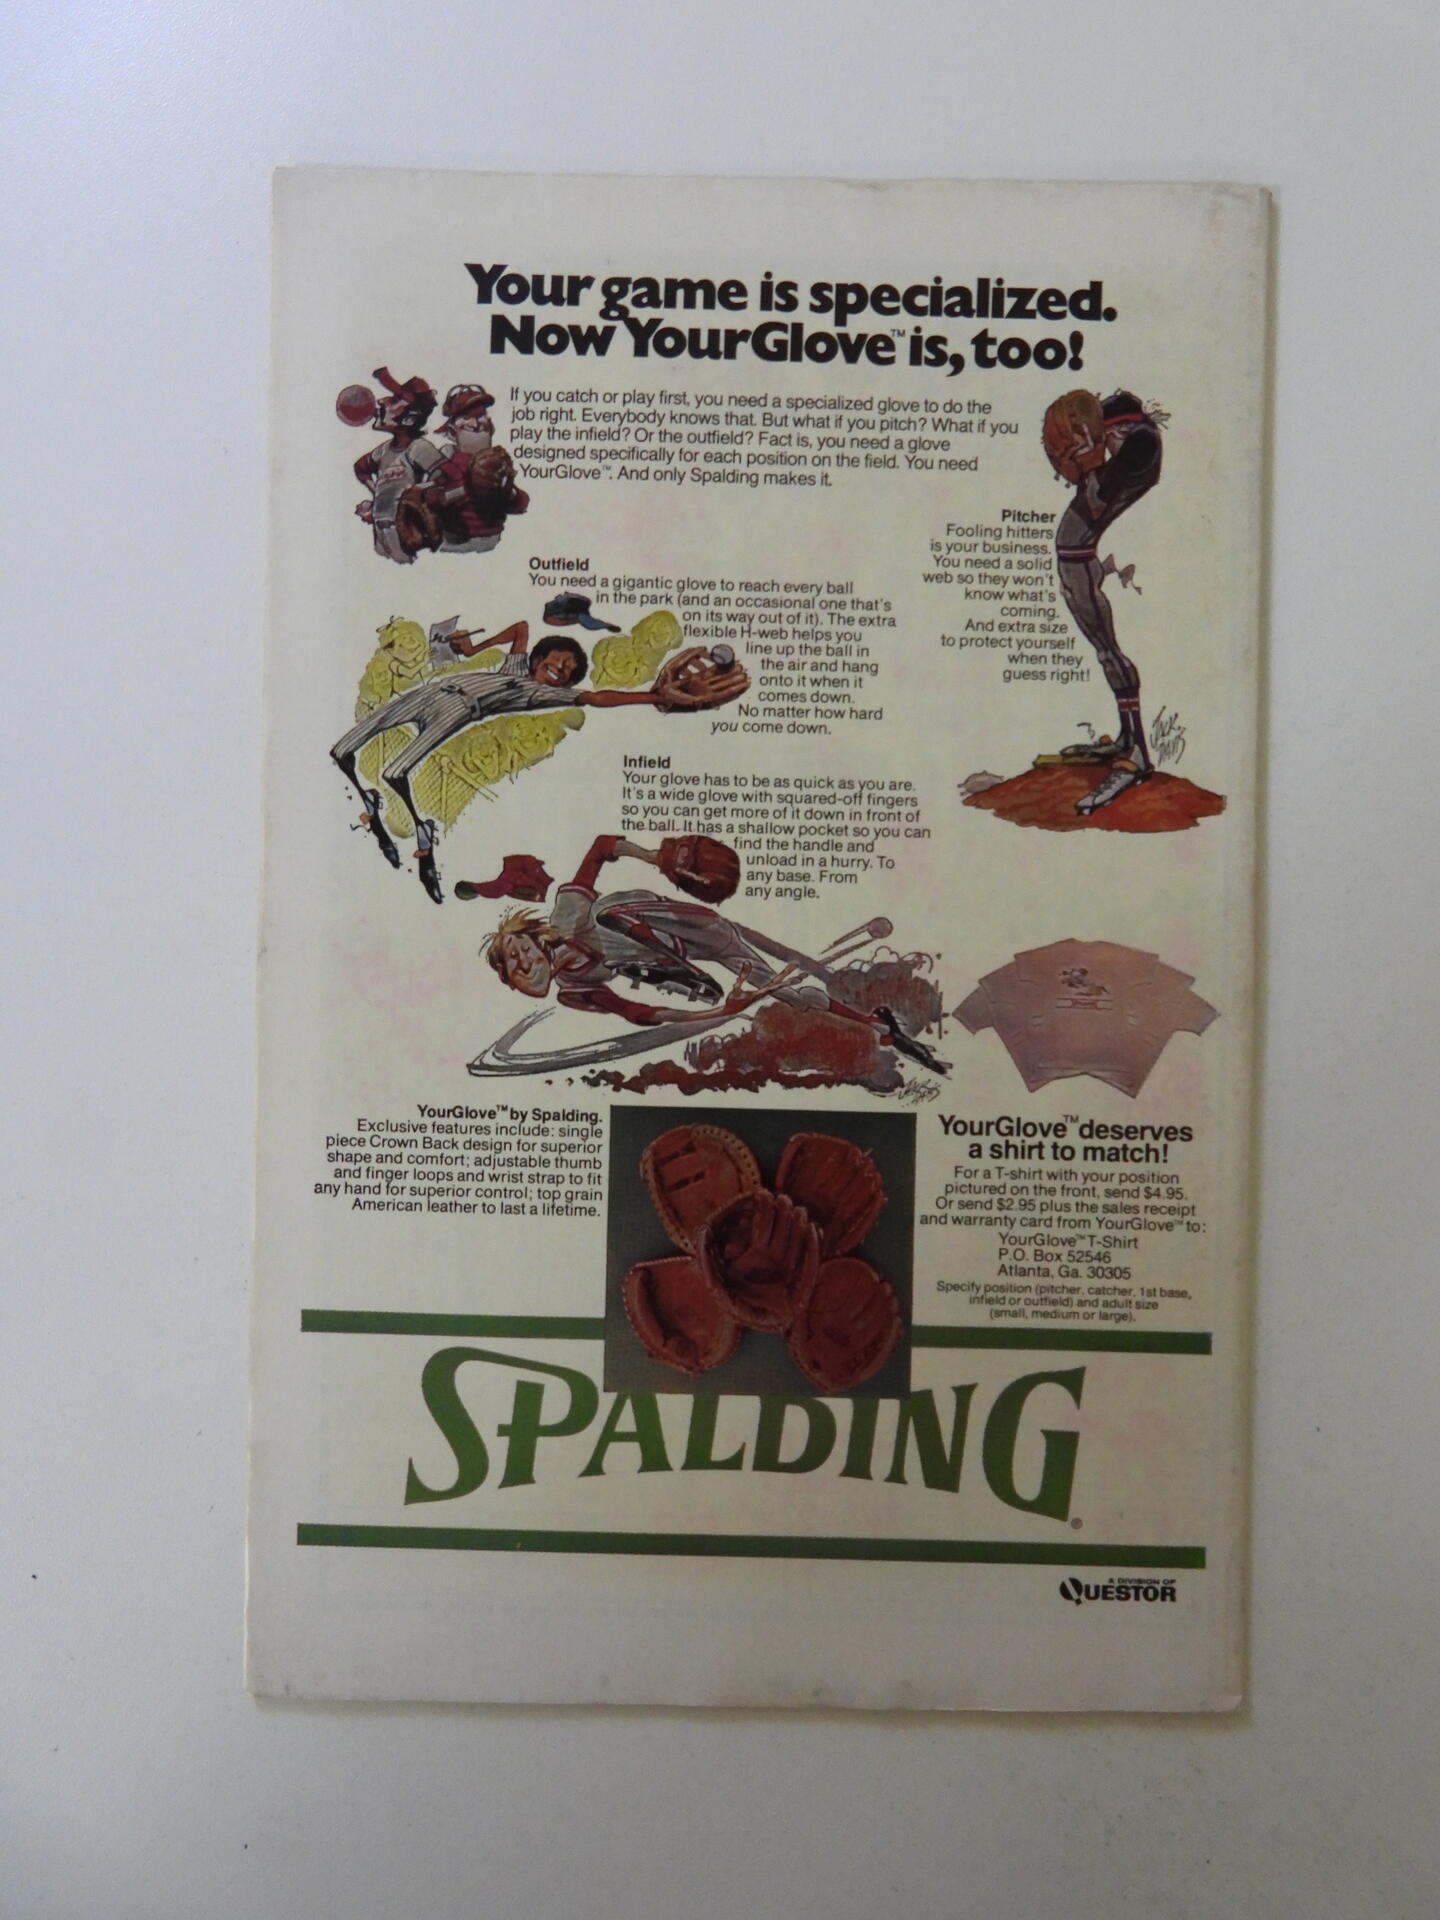 Your game is specialized.
Now YourGlove™ is, too!
If you catch or play first, you need a specialized glove to do the
job right. Everybody knows that. But what if you pitch? What if you
play the infield? Or the outfield? Fact is, you need a glove
designed specifically for each position on the field. You need
YourGlove™. And only Spalding makes it.
Pitcher
Fooling hitters
is your business.
You need a solid
web so they won't
know what's
coming.
And extra size
to protect yourself
when they
guess right!
Outfield
You need a gigantic glove to reach every ball
in the park (and an occasional one that's
on its way out of it). The extra
flexible H-web helps you
line up the ball in
the air and hang
onto it when it
comes down.
No matter how hard
you come down.
JACK
DAVIS
Infield
Your glove has to be as quick as you are.
It's a wide glove with squared-off fingers
so you can get more of it down in front of
the ball. It has a shallow pocket so you can
find the handle and
unload in a hurry. To
any base. From
any angle.
JACK
DAVIS
YourGlove™ by Spalding.
Exclusive features include: single
piece Crown Back design for superior
shape and comfort; adjustable thumb
and finger loops and wrist strap to fit
any hand for superior control; top grain
American leather to last a lifetime.
YourGlove™ deserves
a shirt to match!
For a T-shirt with your position
pictured on the front, send $4.95.
Or send $2.95 plus the sales receipt
and warranty card from YourGlove™ to:
YourGlove™ T-Shirt
P.O. Box 52546
Atlanta, Ga. 30305
Specify position (pitcher, catcher, 1st base,
infield or outfield) and adult size
(small, medium or large).
SPALDING®
A DIVISION OF
QUESTOR